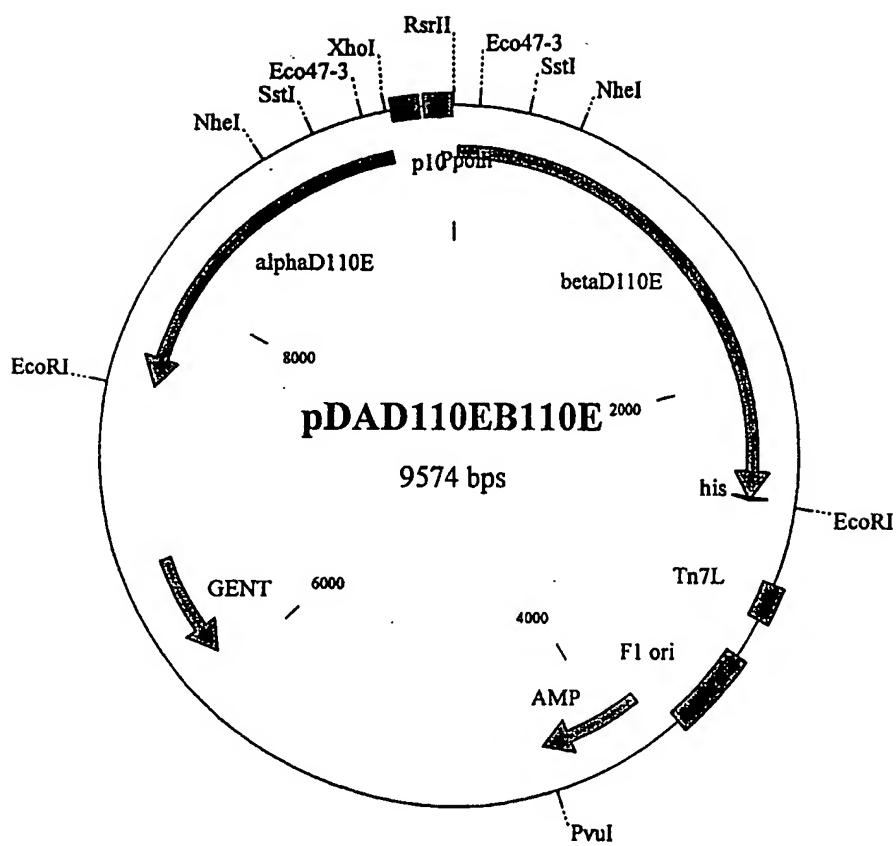 RsrII
XhoI
Eco47-3
Eco47-3
SstI
SstI
NheI
NheI
p10
Ppolh
alphaD110E
betaD110E
8000
EcoRI
pDAD110EB110E
2000
9574 bps
his
EcoRI
Tn7L
GENT
6000
4000
F1 ori
AMP
PvuI